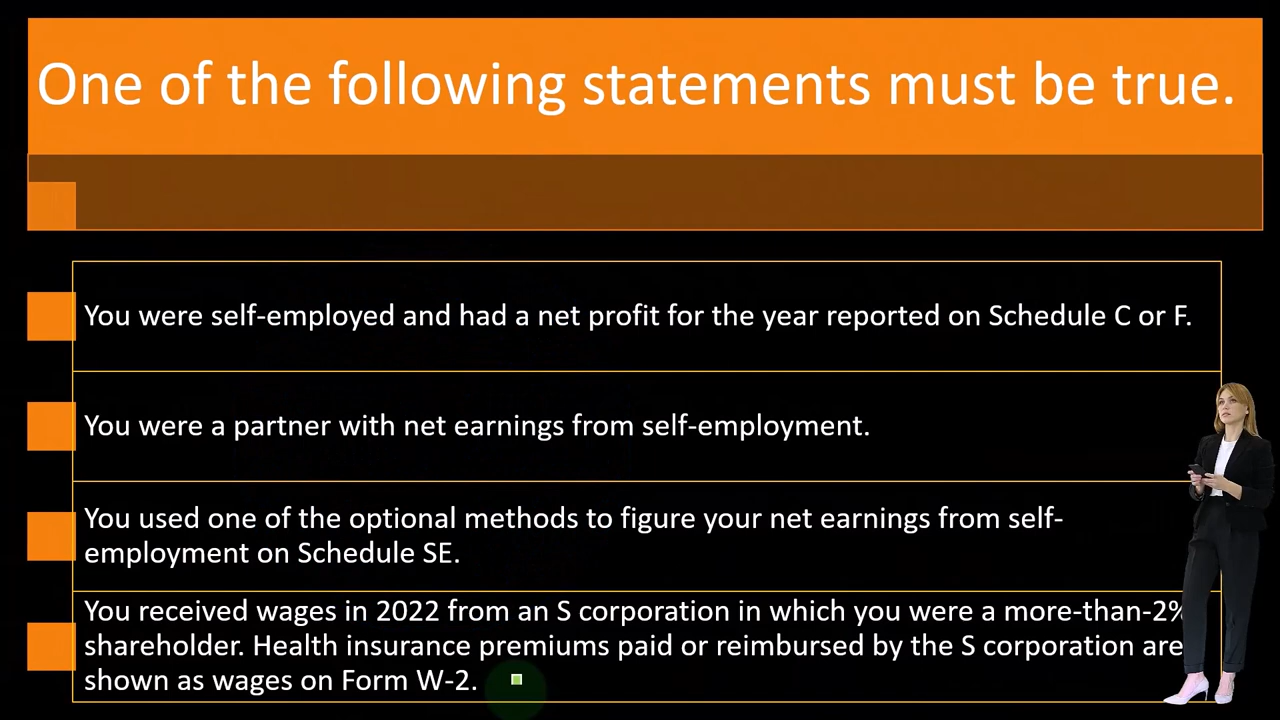 One of the following statements must be true.
You were self-employed and had a net profit for the year reported on Schedule C or F.
You were a partner with net earnings from self-employment.
You used one of the optional methods to figure your net earnings from self-
employment on Schedule SE.
You received wages in 2022 from an S corporation in which you were a more-than-2%
shareholder. Health insurance premiums paid or reimbursed by the S corporation are
shown as wages on Form W-2.